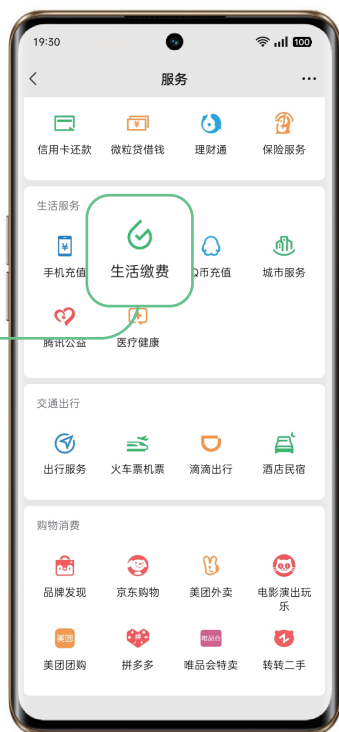 19:30
100
服务
信用卡还款 微粒贷借钱 理财通 保险服务
生活服务
手机充值 生活缴费 Q币充值 城市服务
腾讯公益 医疗健康
交通出行
出行服务 火车票机票 滴滴出行 酒店民宿
购物消费
品牌发现 京东购物 美团外卖 电影演出玩
乐
美团 唯品会
美团团购 拼多多 唯品会特卖 转转二手